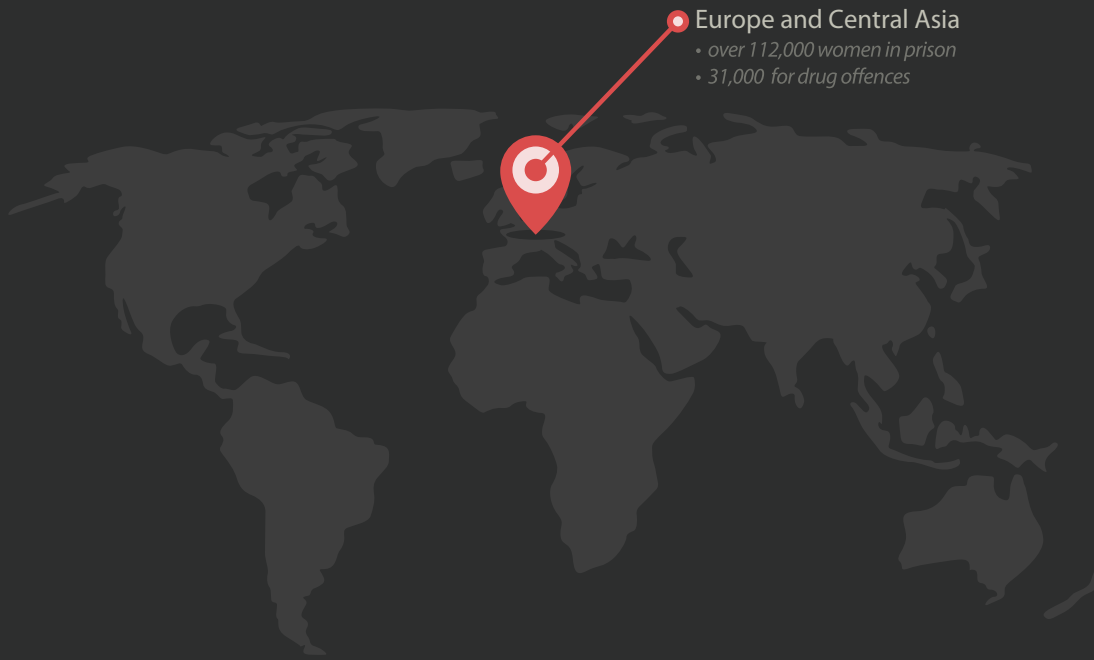 Europe and Central Asia
• over 112,000 women in prison
• 31,000 for drug offences